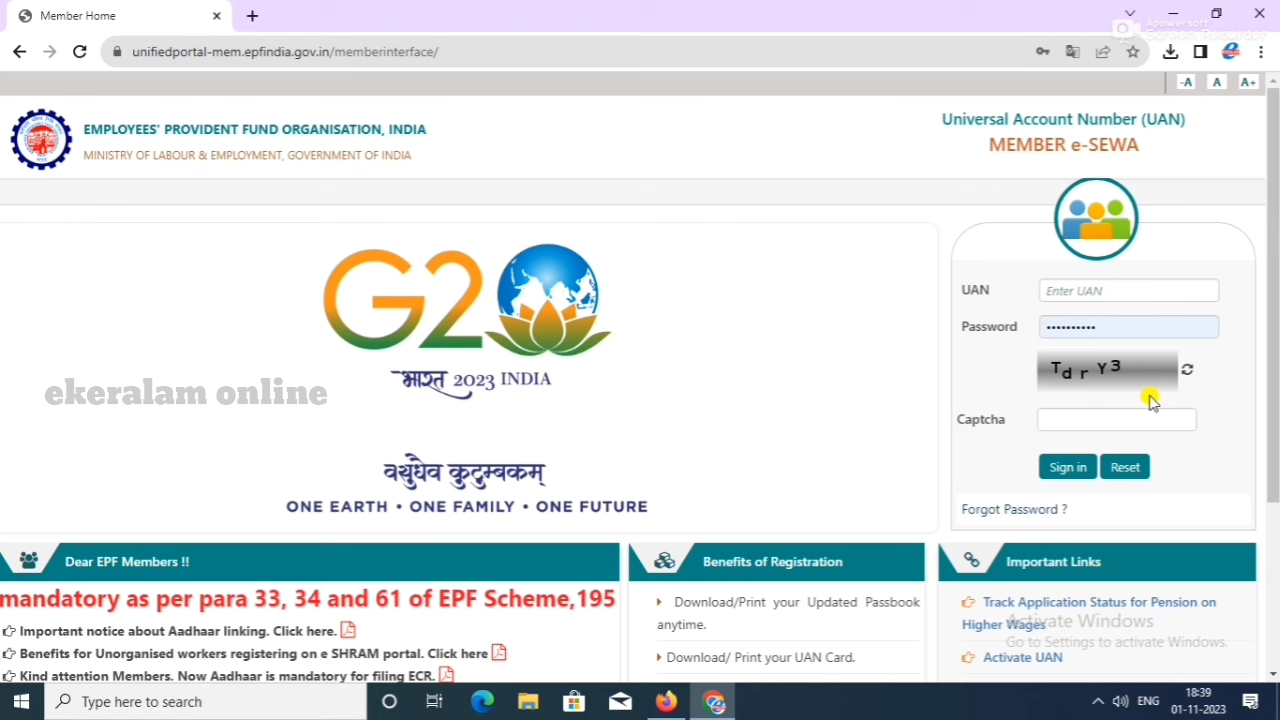 Member Home
Apowersoft
Screen Recorder
unifiedportal-mem.epfindia.gov.in/memberinterface/
-A A A+
EMPLOYEES' PROVIDENT FUND ORGANISATION, INDIA
MINISTRY OF LABOUR & EMPLOYMENT, GOVERNMENT OF INDIA
Universal Account Number (UAN)
MEMBER e-SEWA
G20
भारत 2023 INDIA
वसुधैव कुटुम्बकम्
ONE EARTH • ONE FAMILY • ONE FUTURE
ekeralam online
UAN Enter UAN
Password ••••••••••
T d r Y 3
Captcha
Sign in Reset
Forgot Password ?
Dear EPF Members !!
mandatory as per para 33, 34 and 61 of EPF Scheme,195
Important notice about Aadhaar linking. Click here.
Benefits for Unorganised workers registering on e SHRAM portal. Click here
Kind attention Members. Now Aadhaar is mandatory for filing ECR.
Benefits of Registration
Download/Print your Updated Passbook
anytime.
Download/ Print your UAN Card.
Important Links
Track Application Status for Pension on
Higher Wages
Activate UAN
Activate Windows
Go to Settings to activate Windows.
Type here to search
ENG
18:39
01-11-2023